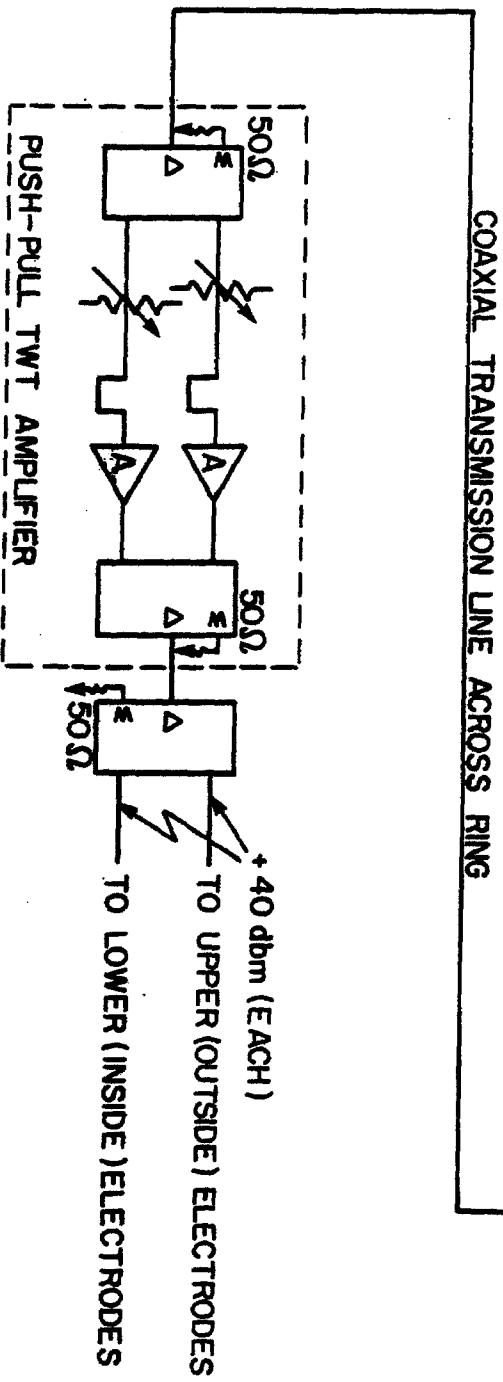 COAXIAL TRANSMISSION LINE ACROSS RING
50Ω
W
Δ
A
A
50Ω
W
Δ
PUSH-PULL TWT AMPLIFIER
Δ
W
50Ω
+40 dbm (EACH)
TO UPPER (OUTSIDE) ELECTRODES
TO LOWER (INSIDE) ELECTRODES